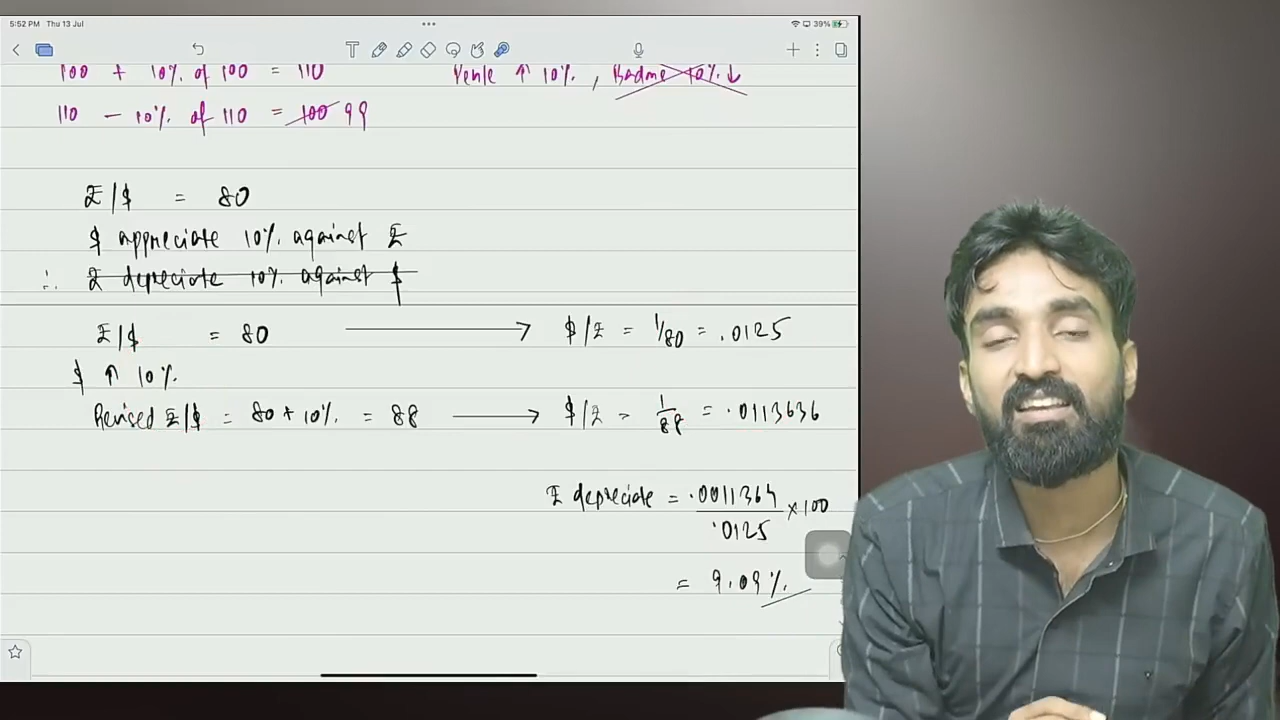 5:52 PM Thu 13 Jul
39%
100 + 10% of 100 = 110
110 - 10% of 110 = 100 99
↑ 10% , 10% ↓
₹/$ = 80
$ appreciate 10% against ₹
∴ ₹ depreciate 10% against $
₹/$ = 80 → $/₹ = 1/80 = .0125
$ ↑ 10%
Revised ₹/$ = 80 + 10% = 88 → $/₹ = 1/88 = .0113636
₹ depreciate = .0011364/.0125 × 100
= 9.09%